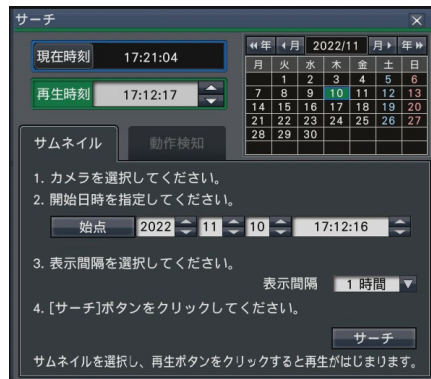 サーチ
現在時刻 17:21:04
再生時刻 17:12:17
年 月 2022/11 月 年
月 火 水 木 金 土 日
1 2 3 4 5 6
7 8 9 10 11 12 13
14 15 16 17 18 19 20
21 22 23 24 25 26 27
28 29 30
サムネイル 動作検知
1. カメラを選択してください。
2. 開始日時を指定してください。
始点 2022 11 10 17:12:16
3. 表示間隔を選択してください。
表示間隔 1 時間
4. [サーチ]ボタンをクリックしてください。
サーチ
サムネイルを選択し、再生ボタンをクリックすると再生がはじまります。